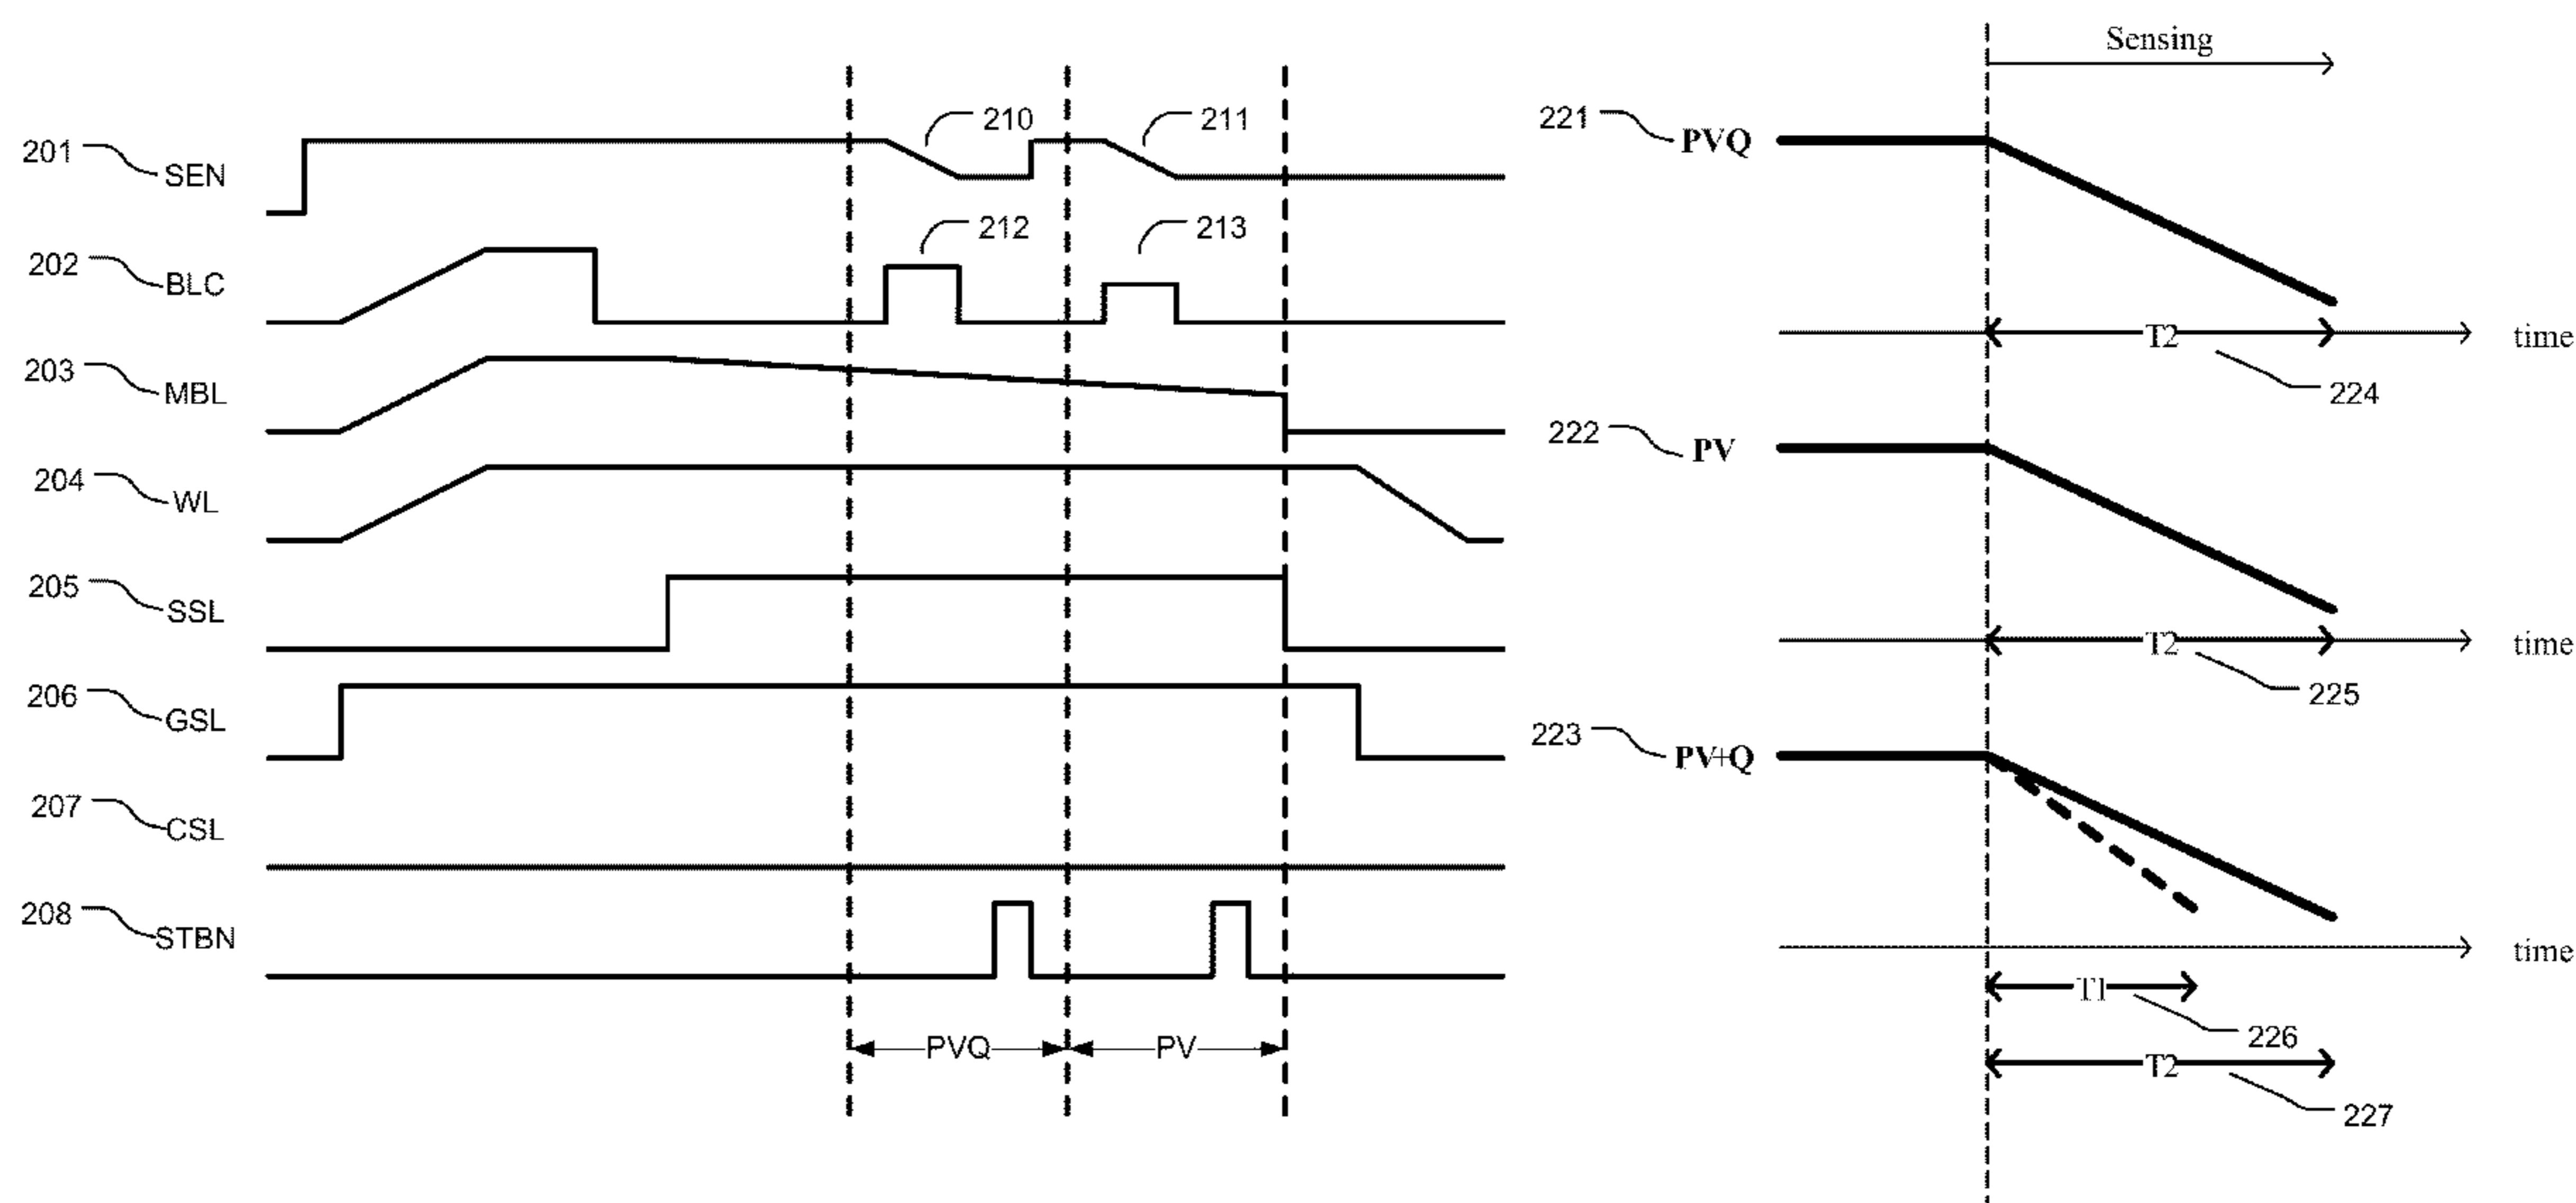 201
SEN
210
211
202
BLC
212
213
203
MBL
204
WL
205
SSL
206
GSL
207
CSL
208
STBN
PVQ
PV
Sensing
221
PVQ
T2
time
224
222
PV
T2
time
225
223
PV+Q
time
T1
226
T2
227